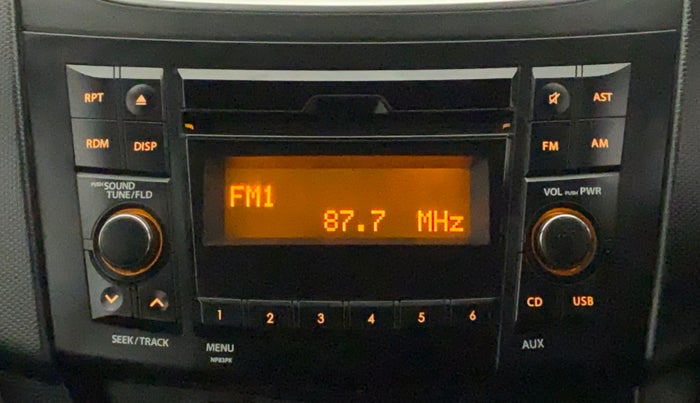 RPT
RDM DISP
AST
FM AM
PUSH SOUND
TUNE/FLD
FM1
87.7 MHz
VOL PUSH PWR
1 2 3 4 5 6
CD USB
SEEK/TRACK
MENU
AUX